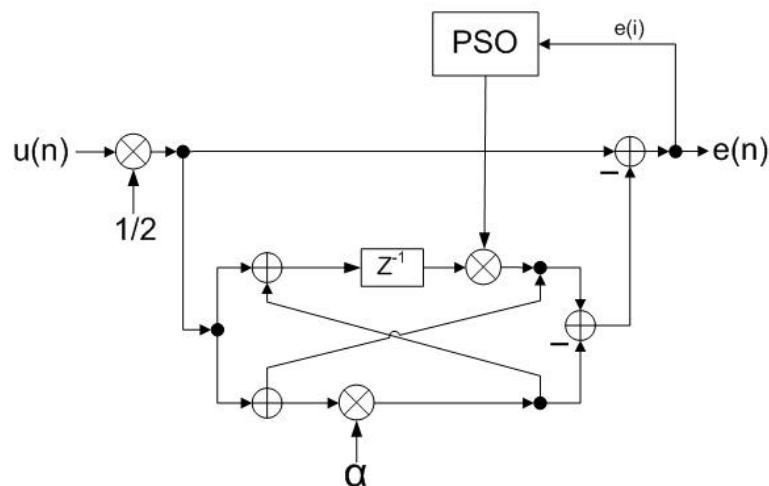 PSO
e(i)
u(n)
e(n)
1/2
Z⁻¹
α